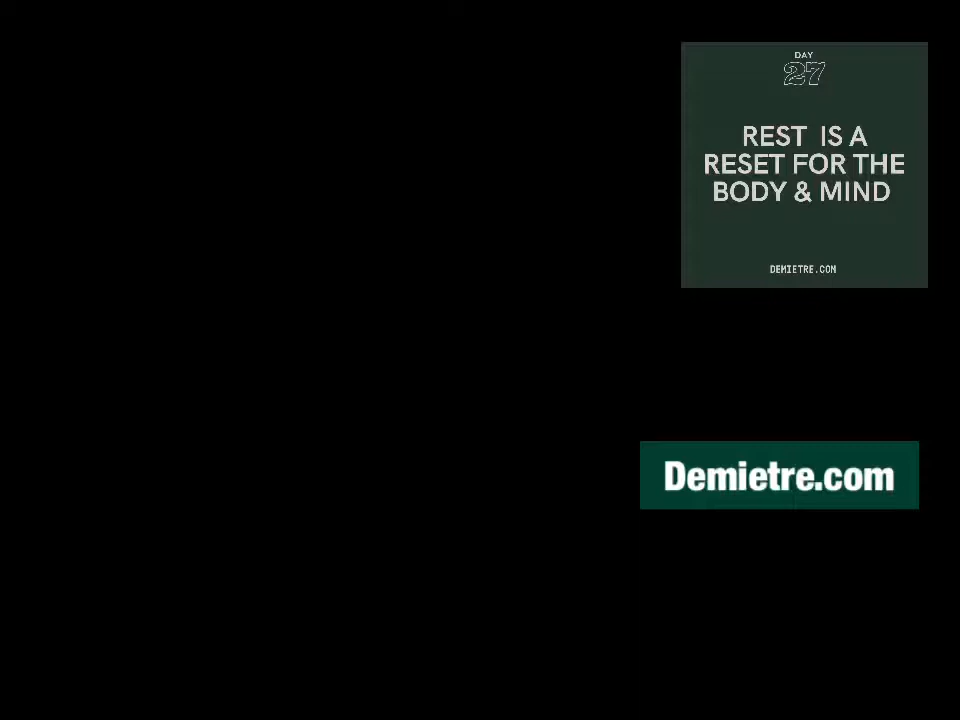 DAY
27
REST IS A
RESET FOR THE
BODY & MIND
DEMIETRE.COM
Demietre.com